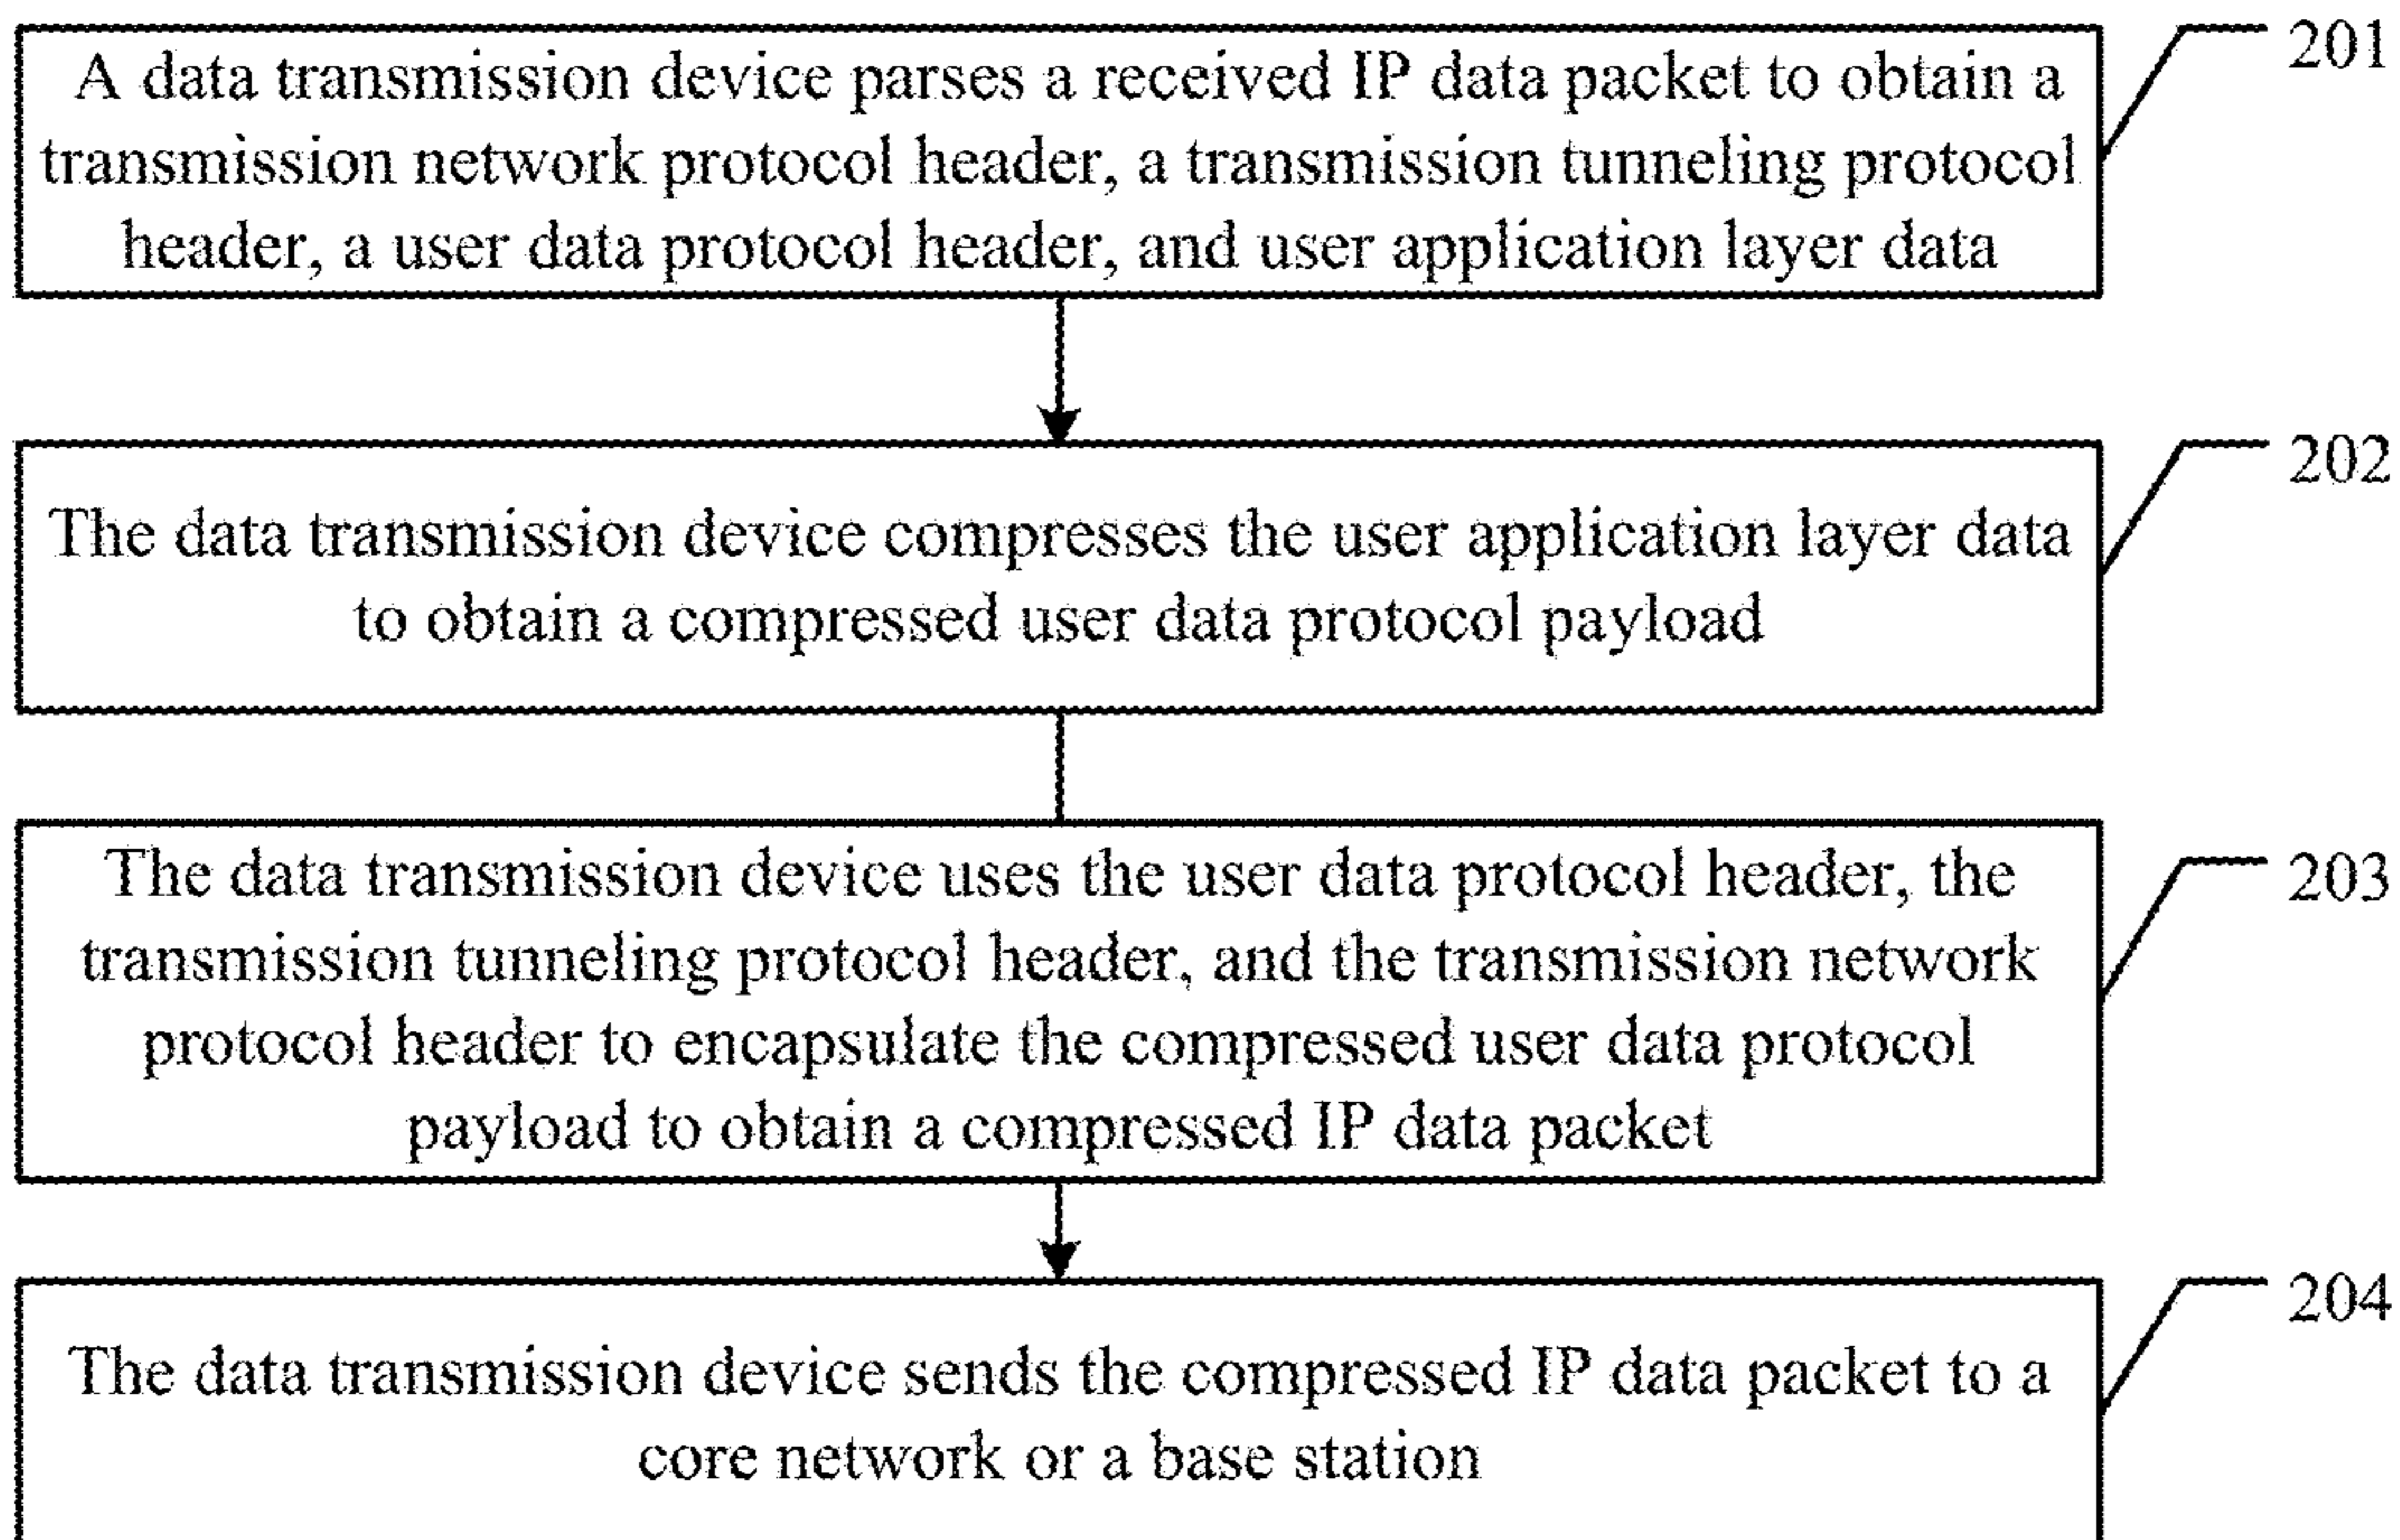 A data transmission device parses a received IP data packet to obtain a
transmission network protocol header, a transmission tunneling protocol
header, a user data protocol header, and user application layer data
201
The data transmission device compresses the user application layer data
to obtain a compressed user data protocol payload
202
The data transmission device uses the user data protocol header, the
transmission tunneling protocol header, and the transmission network
protocol header to encapsulate the compressed user data protocol
payload to obtain a compressed IP data packet
203
The data transmission device sends the compressed IP data packet to a
core network or a base station
204